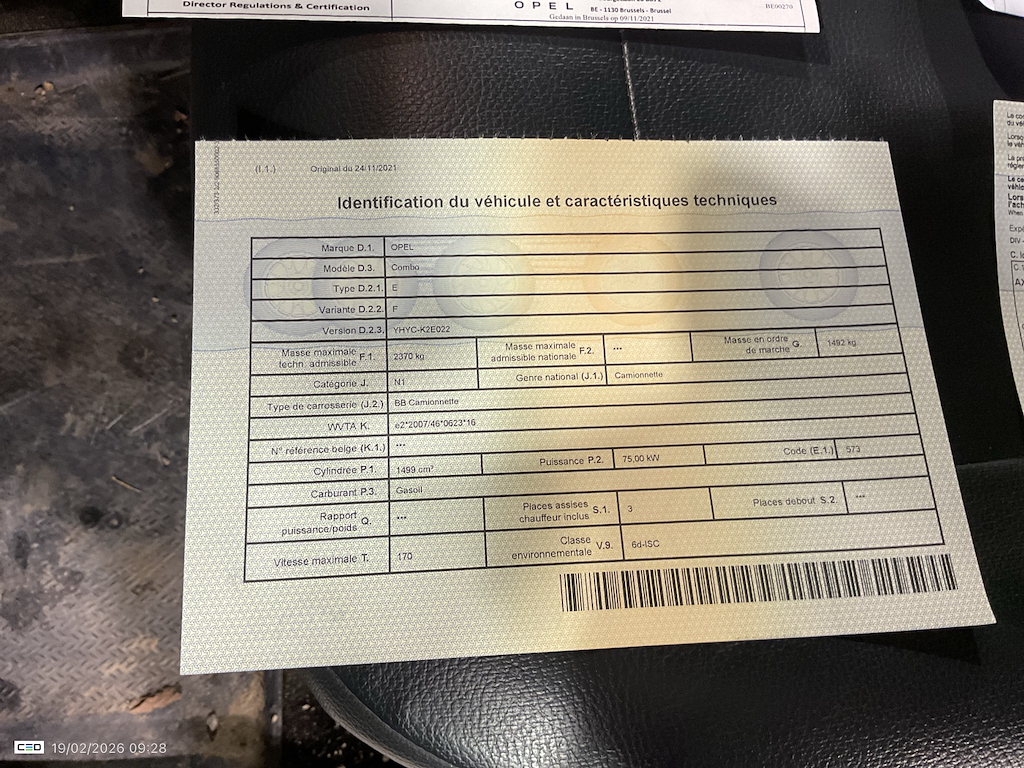 Director Regulations & Certification
OPEL
BE - 1130 Brussels - Brussel
Gedaan in Brussels op 09/11/2021
BE00270
(I.1.) Original du 24/11/2021
Identification du véhicule et caractéristiques techniques
Marque D.1. OPEL
Modèle D.3. Combo
Type D.2.1. E
Variante D.2.2. F
Version D.2.3. YHYC-K2E022
Masse maximale techn. admissible F.1. 2370 kg Masse maximale admissible nationale F.2. *** Masse en ordre de marche G. 1492 kg
Catégorie J. N1 Genre national (J.1.) Camionnette
Type de carrosserie (J.2.) BB Camionnette
WVTA K. e2*2007/46*0623*16
N° référence belge (K.1.) ***
Cylindrée P.1. 1499 cm³ Puissance P.2. 75,00 kW Code (E.1.) 573
Carburant P.3. Gasoil
Rapport puissance/poids Q. *** Places assises chauffeur inclus S.1. 3 Places debout S.2. ***
Vitesse maximale T. 170 Classe environnementale V.9. 6d-ISC
CEO 19/02/2026 09:28